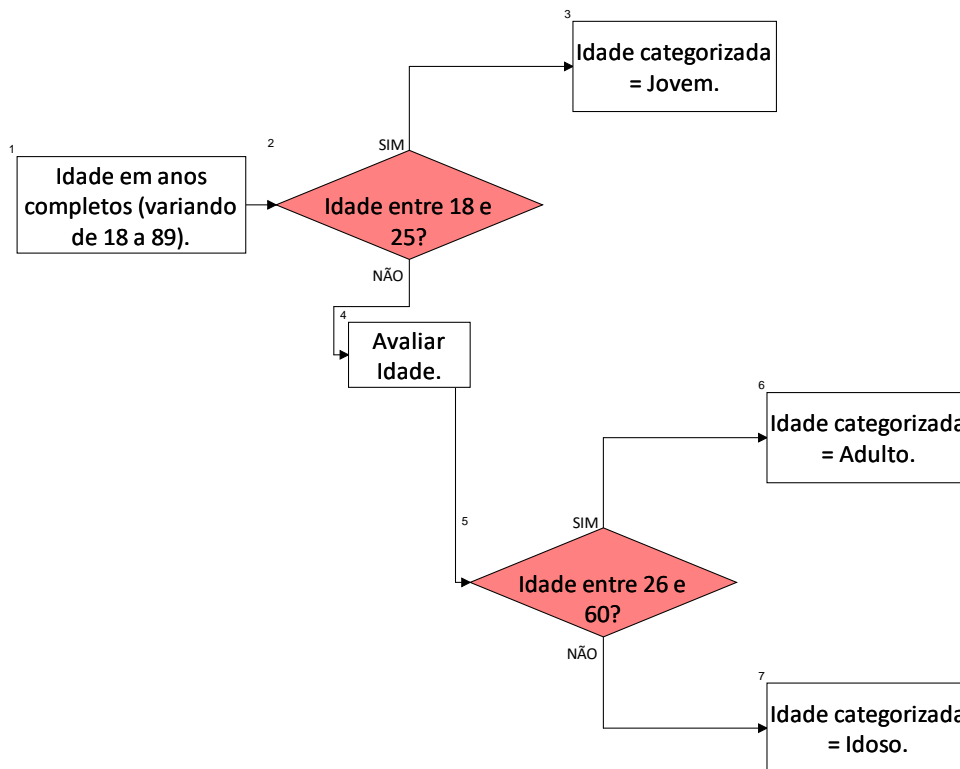 3
Idade categorizada
= Jovem.
1
2
SIM
Idade em anos
completos (variando
de 18 a 89).
Idade entre 18 e
25?
NÃO
4
Avaliar
Idade.
6
Idade categorizada
= Adulto.
5
SIM
Idade entre 26 e
60?
NÃO
7
Idade categorizada
= Idoso.